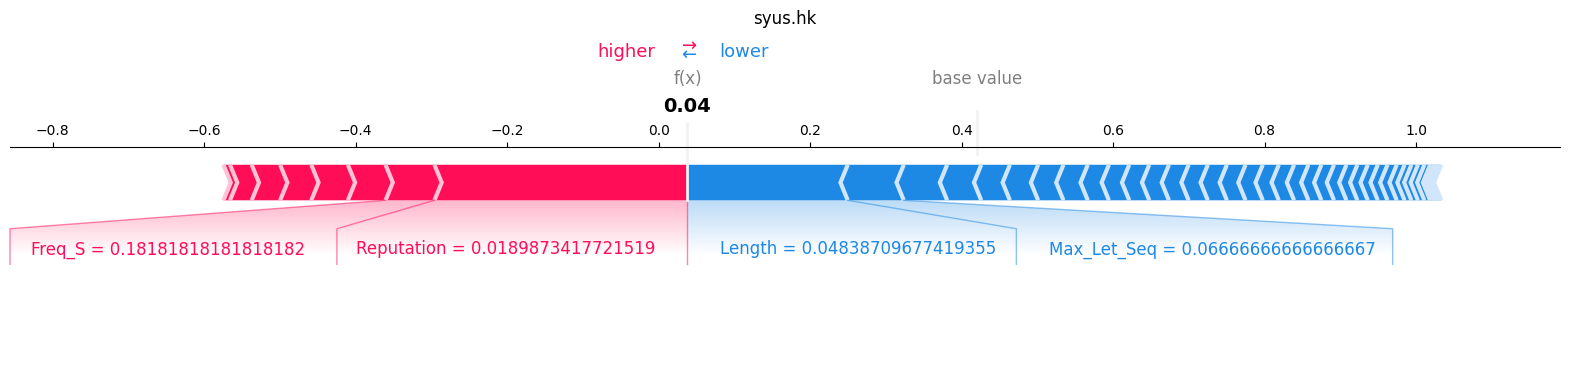 syus.hk
higher ⇄ lower
f(x) base value
0.04
−0.8 −0.6 −0.4 −0.2 0.0 0.2 0.4 0.6 0.8 1.0
Freq_S = 0.18181818181818182 Reputation = 0.0189873417721519 Length = 0.04838709677419355 Max_Let_Seq = 0.06666666666666667